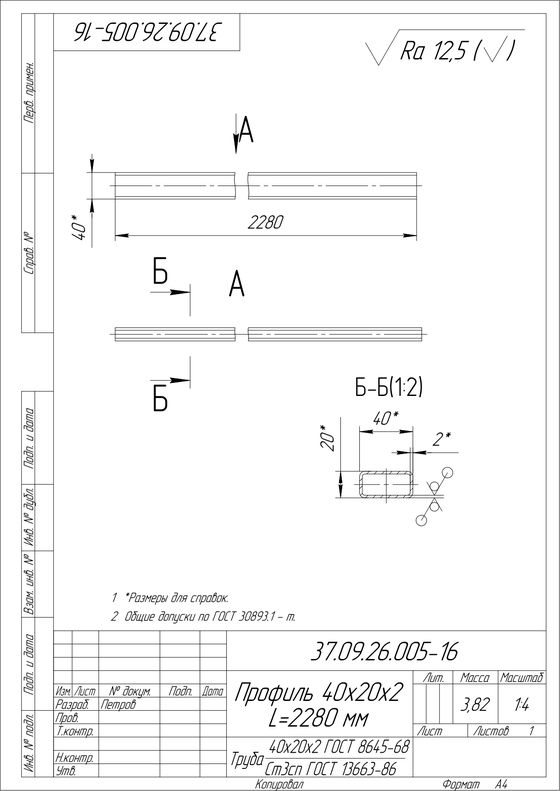 37.09.26.005-16
Ra 12,5 (√)
Перв. примен.
Справ. №
Подп. и дата
Инв. № дубл.
Взам. инв. №
Подп. и дата
Инв. № подл.
А
40*
2280
Б
А
Б
Б-Б(1:2)
40*
20*
2*
1 *Размеры для справок.
2 Общие допуски по ГОСТ 30893.1 - m.
37.09.26.005-16
Изм. Лист № докум. Подп. Дата
Разраб. Петров
Пров.
Т.контр.
Н.контр.
Утв.
Профиль 40х20х2
L=2280 мм
Лит. Масса Масштаб
3,82 1:4
Лист Листов 1
Труба 40х20х2 ГОСТ 8645-68
Ст3сп ГОСТ 13663-86
Копировал Формат А4